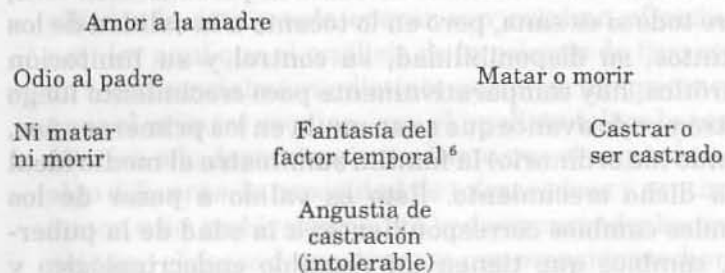 Amor a la madre
Odio al padre Matar o morir
Ni matar Fantasía del Castrar o
ni morir factor temporal 6 ser castrado
Angustia de
castración
(intolerable)